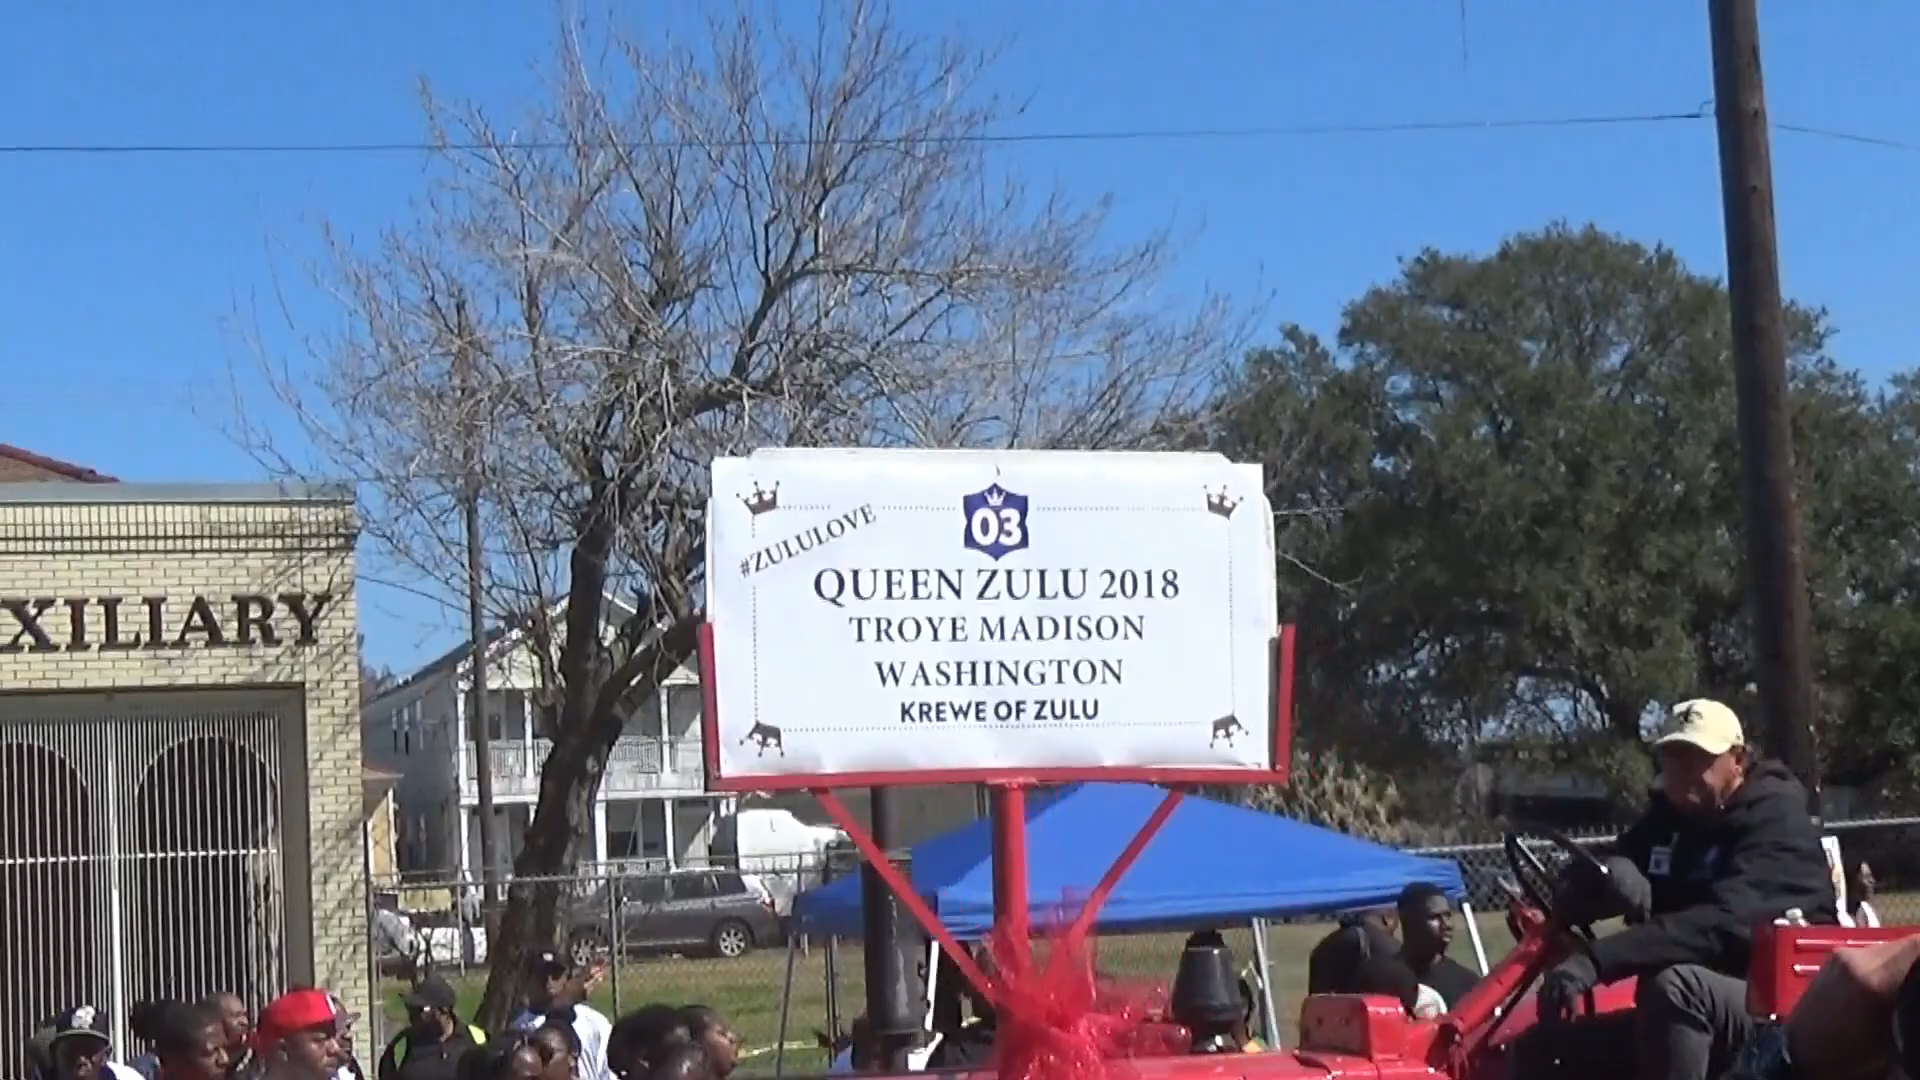 XILIARY
#ZULULOVE
03
QUEEN ZULU 2018
TROYE MADISON
WASHINGTON
KREWE OF ZULU